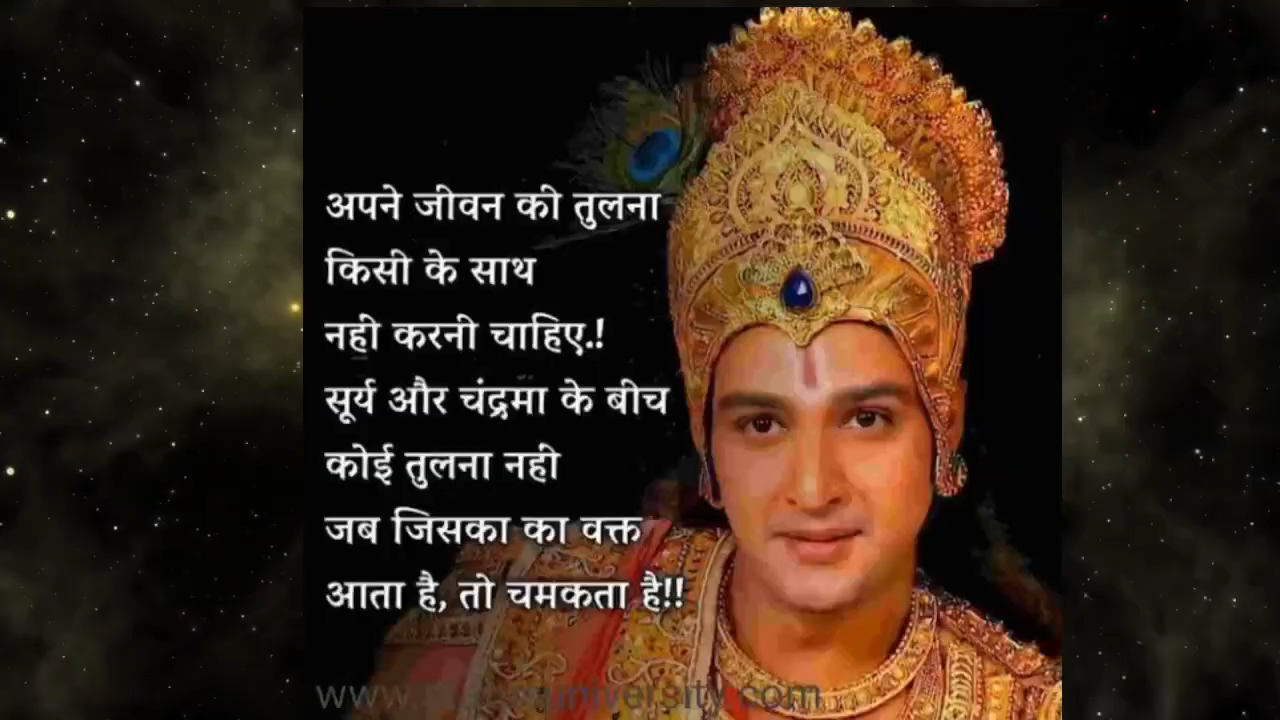 अपने जीवन की तुलना
किसी के साथ
नही करनी चाहिए.!
सूर्य और चंद्रमा के बीच
कोई तुलना नही
जब जिसका का वक्त
आता है, तो चमकता है!!